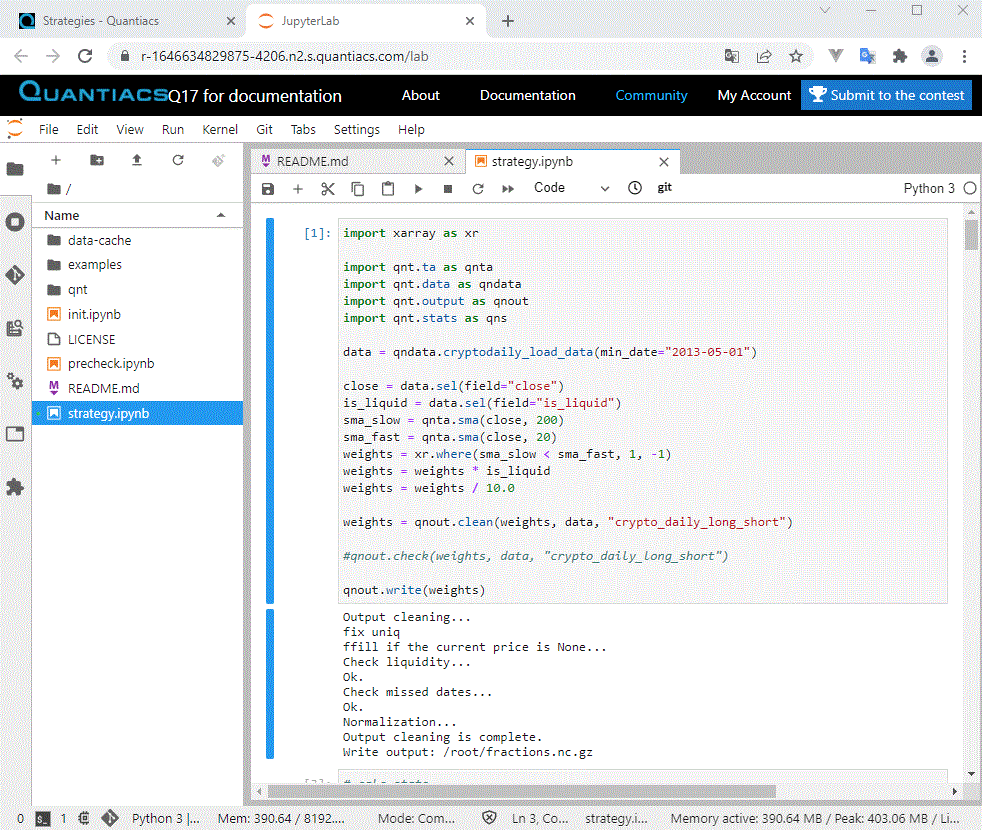 Strategies - Quantiacs
JupyterLab
r-1646634829875-4206.n2.s.quantiacs.com/lab
QUANTIACS Q17 for documentation
About
Documentation
Community
My Account
Submit to the contest
File Edit View Run Kernel Git Tabs Settings Help
README.md
strategy.ipynb
/
Code
git
Python 3
Name
data-cache
examples
qnt
init.ipynb
LICENSE
precheck.ipynb
README.md
strategy.ipynb
[1]:
import xarray as xr
import qnt.ta as qnta
import qnt.data as qndata
import qnt.output as qnout
import qnt.stats as qns
data = qndata.cryptodaily_load_data(min_date="2013-05-01")
close = data.sel(field="close")
is_liquid = data.sel(field="is_liquid")
sma_slow = qnta.sma(close, 200)
sma_fast = qnta.sma(close, 20)
weights = xr.where(sma_slow < sma_fast, 1, -1)
weights = weights * is_liquid
weights = weights / 10.0
weights = qnout.clean(weights, data, "crypto_daily_long_short")
#qnout.check(weights, data, "crypto_daily_long_short")
qnout.write(weights)
Output cleaning...
fix uniq
ffill if the current price is None...
Check liquidity...
Ok.
Check missed dates...
Ok.
Normalization...
Output cleaning is complete.
Write output: /root/fractions.nc.gz
0
1
Python 3 |...
Mem: 390.64 / 8192....
Mode: Com...
Ln 3, Co...
strategy.i...
Memory active: 390.64 MB / Peak: 403.06 MB / Li...